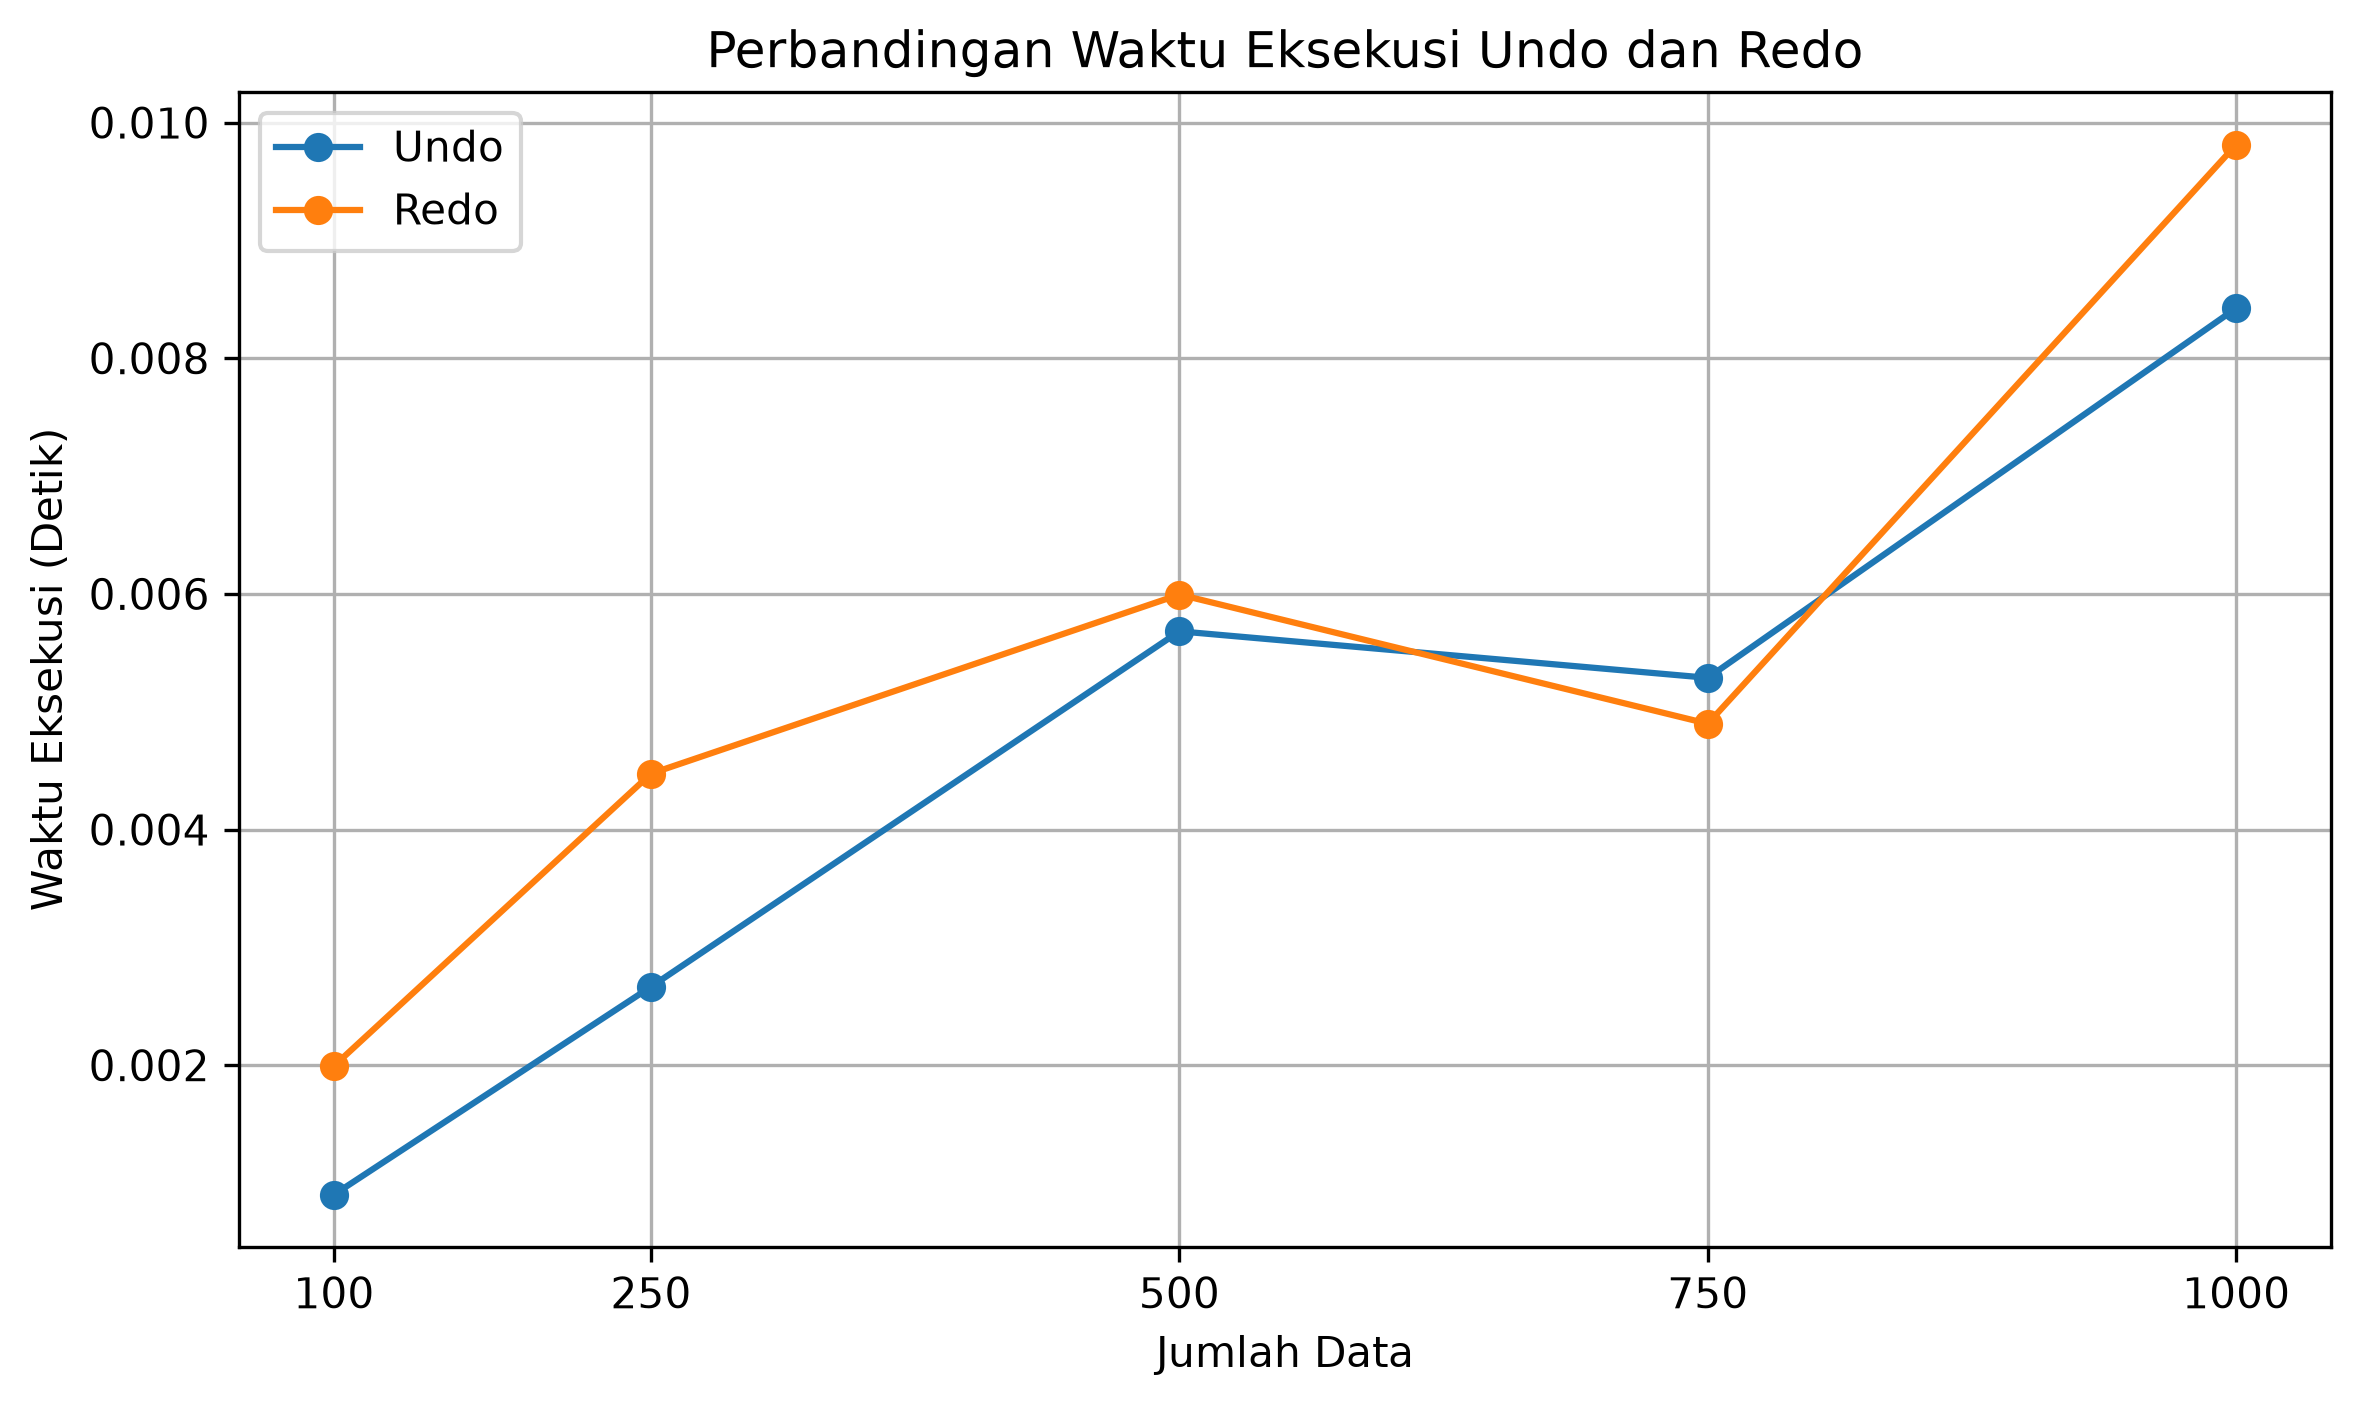 Perbandingan Waktu Eksekusi Undo dan Redo
Undo
Redo
Waktu Eksekusi (Detik)
0.010
0.008
0.006
0.004
0.002
100 250 500 750 1000
Jumlah Data